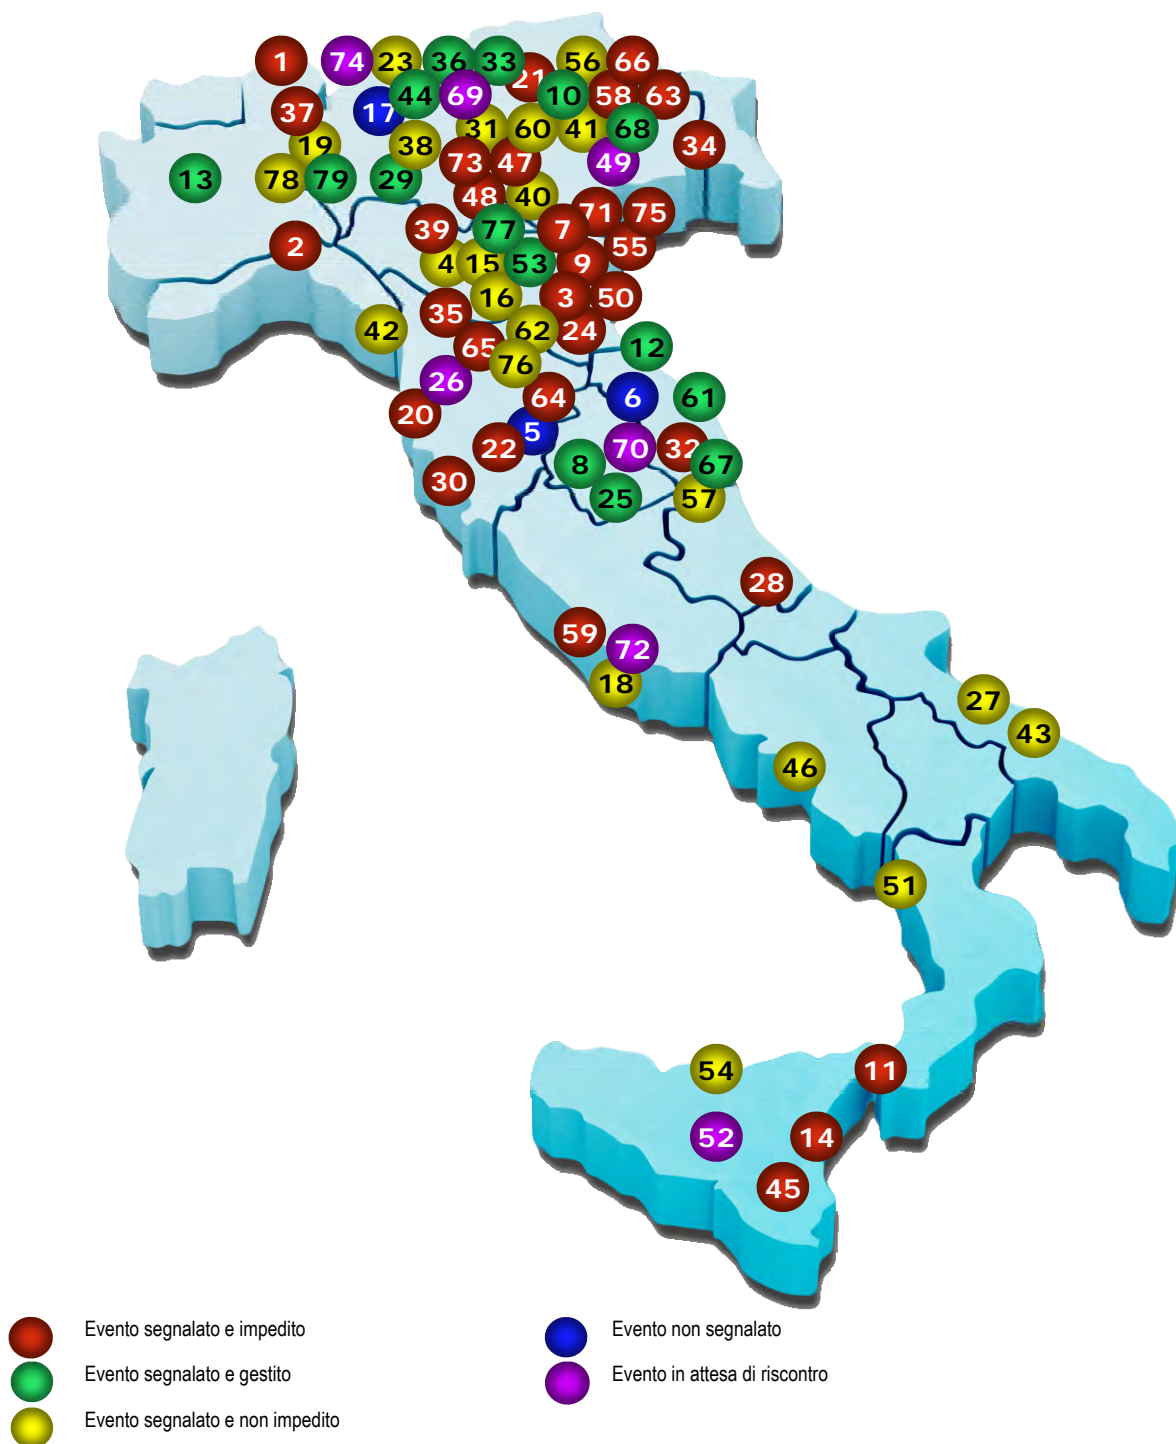 1 74 23 36 33 21 56 66
37 17 44 69 10 58 63
19 38 31 60 41 68 34
13 78 79 29 73 47 49
48 40 71 75
2 39 77 7 55
4 15 53 9
16 3 50
42 35 62 24 12
65 76
26 64 6 61
20 5
22 70 32
30 8 67
25 57
28
59 72
18 27
43
46
51
54 11
52 14
45
Evento segnalato e impedito
Evento segnalato e gestito
Evento segnalato e non impedito
Evento non segnalato
Evento in attesa di riscontro